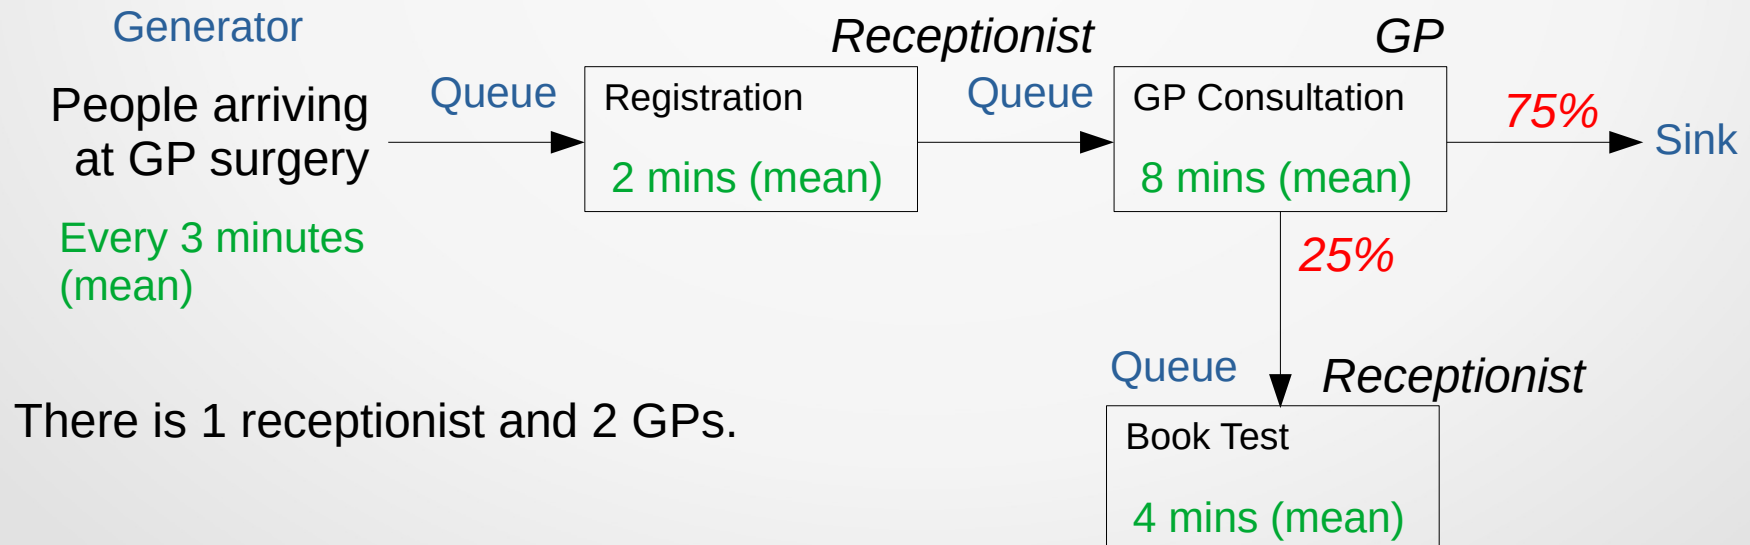 Generator
People arriving
at GP surgery
Every 3 minutes
(mean)
Queue
Receptionist
Registration
2 mins (mean)
Queue
GP
GP Consultation
8 mins (mean)
75%
Sink
25%
Queue
Receptionist
Book Test
4 mins (mean)
There is 1 receptionist and 2 GPs.